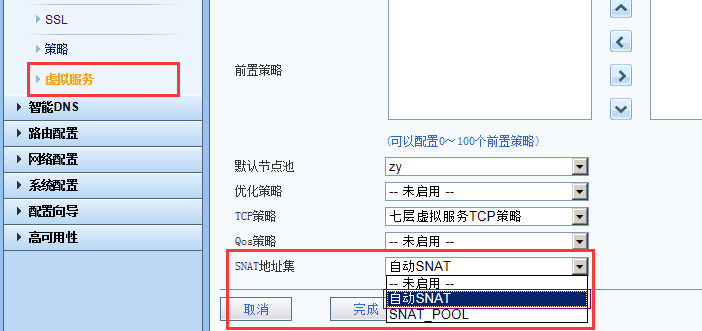 SSL
策略
虚拟服务
智能DNS
路由配置
网络配置
系统配置
配置向导
高可用性
前置策略
(可以配置0～100个前置策略)
默认节点池 zy
优化策略 -- 未启用 --
TCP策略 七层虚拟服务TCP策略
Qos策略 -- 未启用 --
SNAT地址集 自动SNAT
-- 未启用 --
自动SNAT
SNAT_POOL
取消 完成